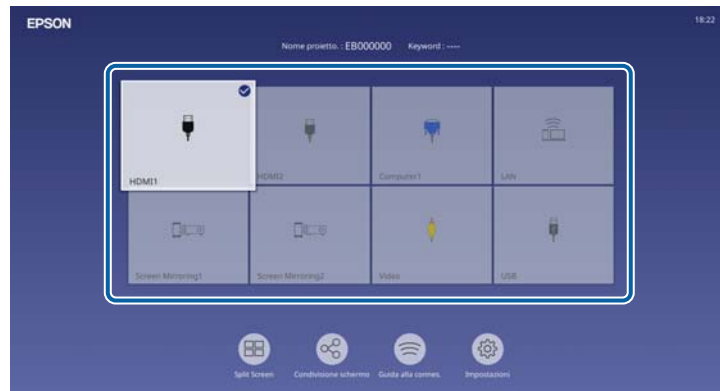 EPSON
18:22
Nome proietto. : EB000000 Keyword : ----
HDMI1
HDMI2
Computer1
LAN
Screen Mirroring1
Screen Mirroring2
Video
USB
Split Screen
Condivisione schermo
Guida alla connes.
Impostazioni